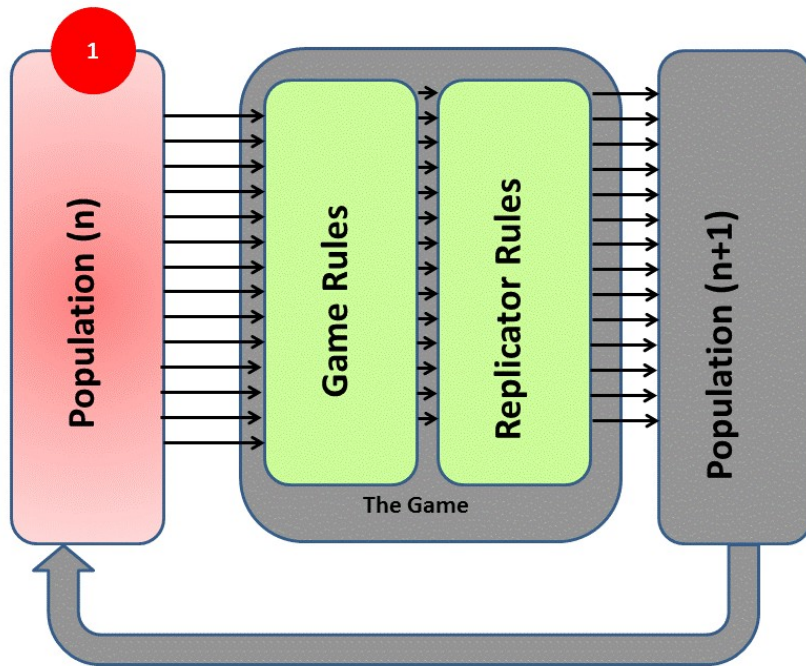 1
Population (n)
Game Rules
Replicator Rules
The Game
Population (n+1)